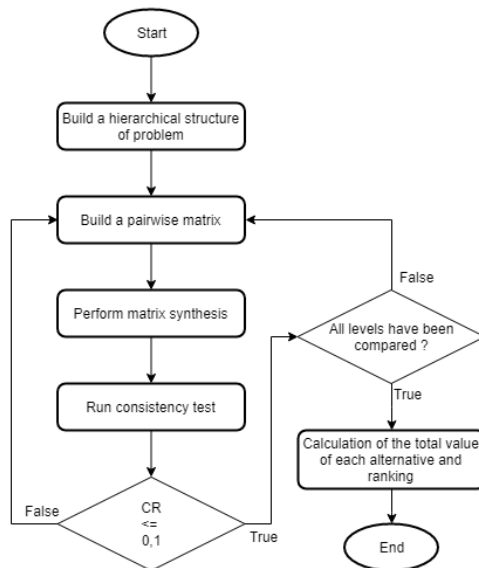 Start
Build a hierarchical structure
of problem
Build a pairwise matrix
Perform matrix synthesis
Run consistency test
CR
<=
0,1
False
True
All levels have been
compared ?
False
True
Calculation of the total value
of each alternative and
ranking
End